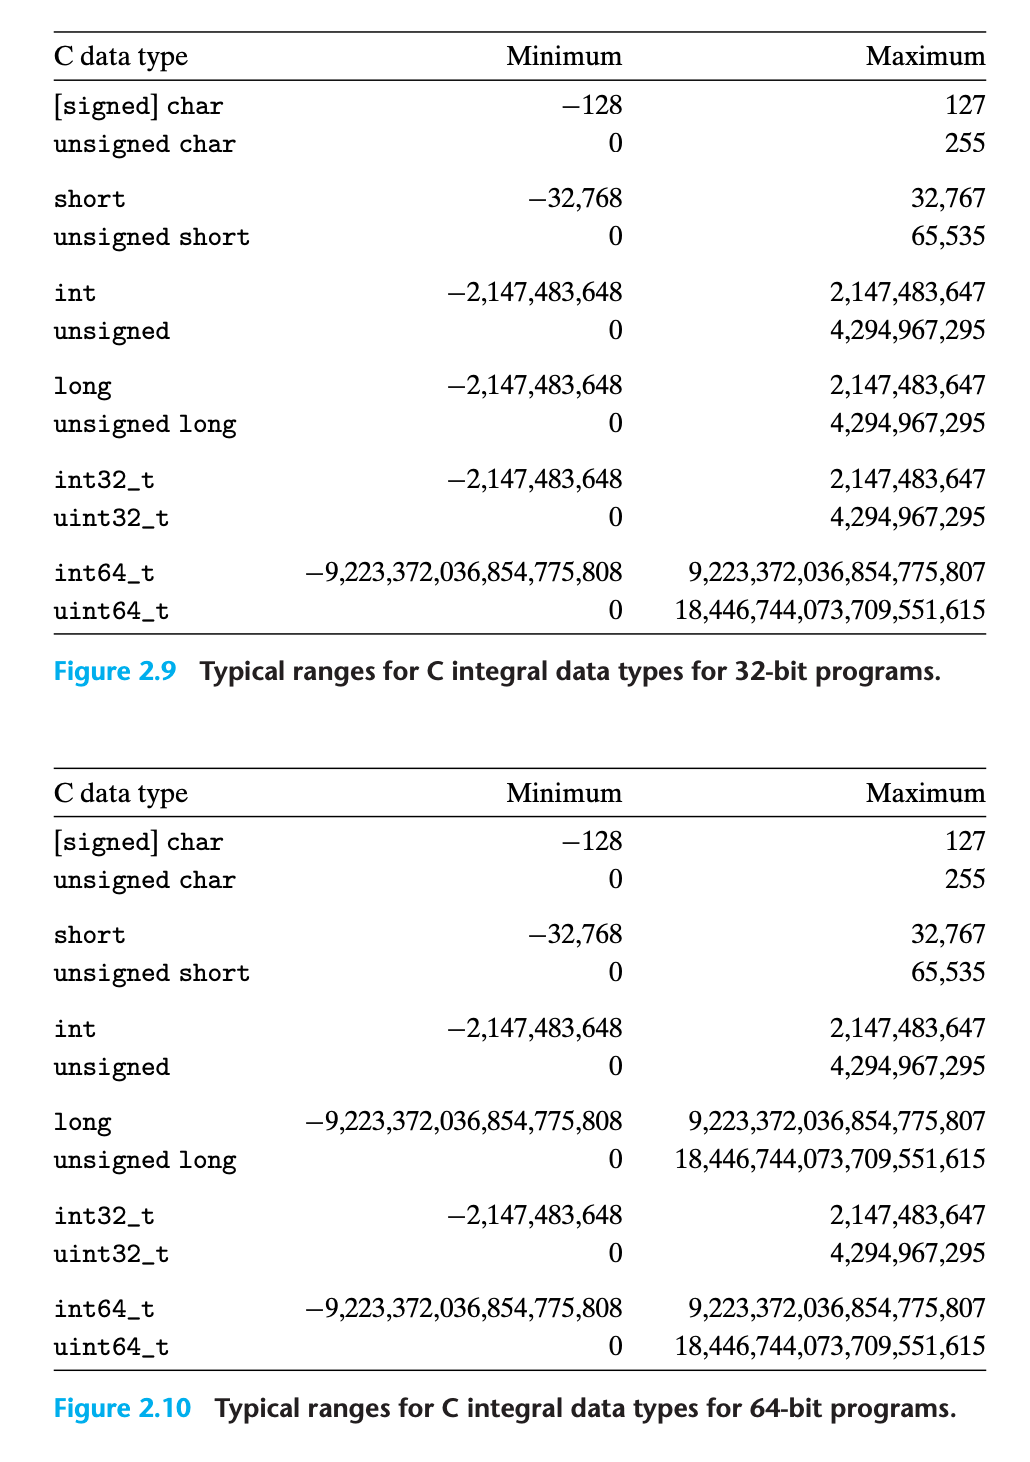 C data type Minimum Maximum
[signed] char −128 127
unsigned char 0 255
short −32,768 32,767
unsigned short 0 65,535
int −2,147,483,648 2,147,483,647
unsigned 0 4,294,967,295
long −2,147,483,648 2,147,483,647
unsigned long 0 4,294,967,295
int32_t −2,147,483,648 2,147,483,647
uint32_t 0 4,294,967,295
int64_t −9,223,372,036,854,775,808 9,223,372,036,854,775,807
uint64_t 0 18,446,744,073,709,551,615
Figure 2.9 Typical ranges for C integral data types for 32-bit programs.
C data type Minimum Maximum
[signed] char −128 127
unsigned char 0 255
short −32,768 32,767
unsigned short 0 65,535
int −2,147,483,648 2,147,483,647
unsigned 0 4,294,967,295
long −9,223,372,036,854,775,808 9,223,372,036,854,775,807
unsigned long 0 18,446,744,073,709,551,615
int32_t −2,147,483,648 2,147,483,647
uint32_t 0 4,294,967,295
int64_t −9,223,372,036,854,775,808 9,223,372,036,854,775,807
uint64_t 0 18,446,744,073,709,551,615
Figure 2.10 Typical ranges for C integral data types for 64-bit programs.